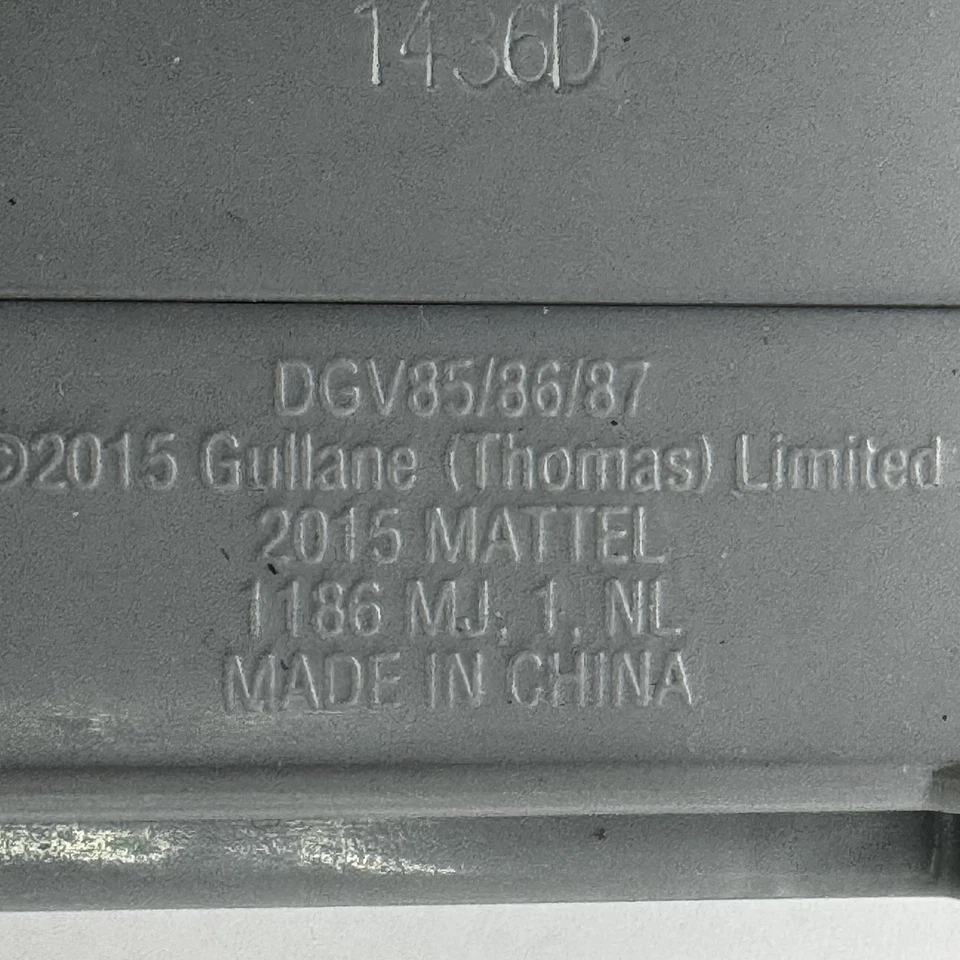 1436D
DGV85/86/87
©2015 Gullane (Thomas) Limited
2015 MATTEL
1186 MJ, 1, NL
MADE IN CHINA